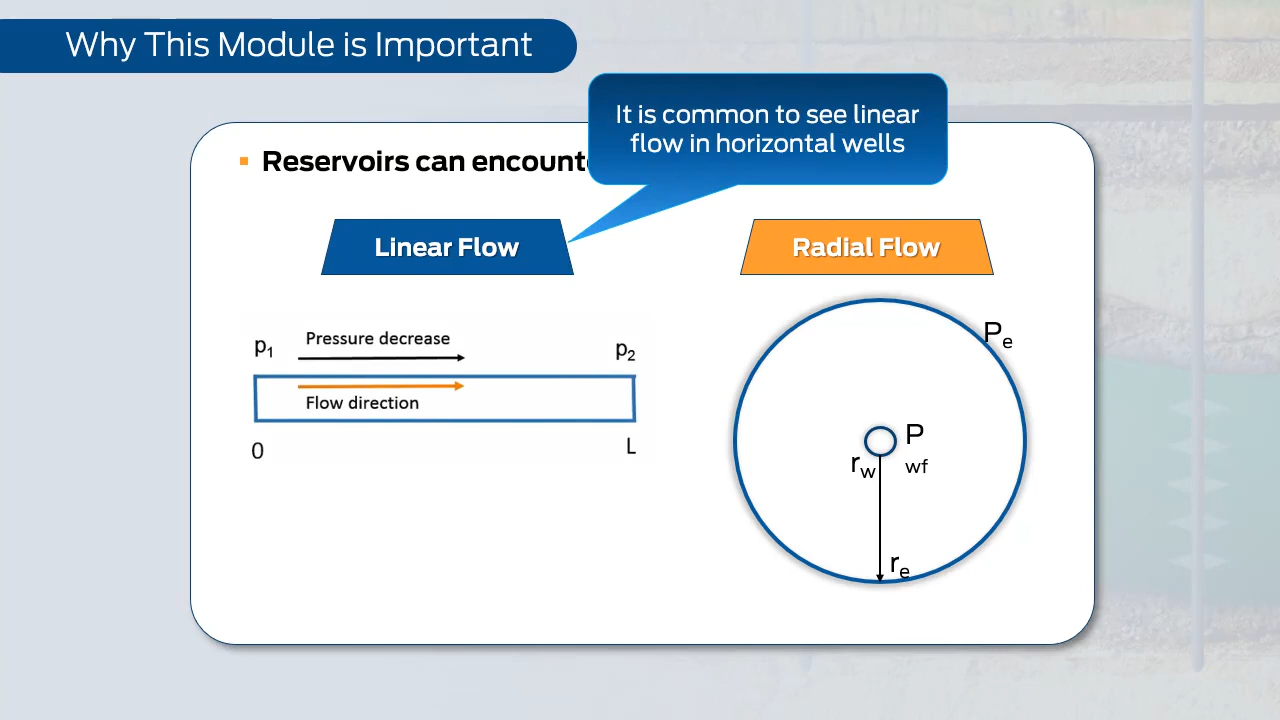 Why This Module is Important
It is common to see linear
flow in horizontal wells
Reservoirs can encount
Linear Flow
Radial Flow
p1
Pressure decrease
p2
Flow direction
0
L
Pe
P
wf
rw
re